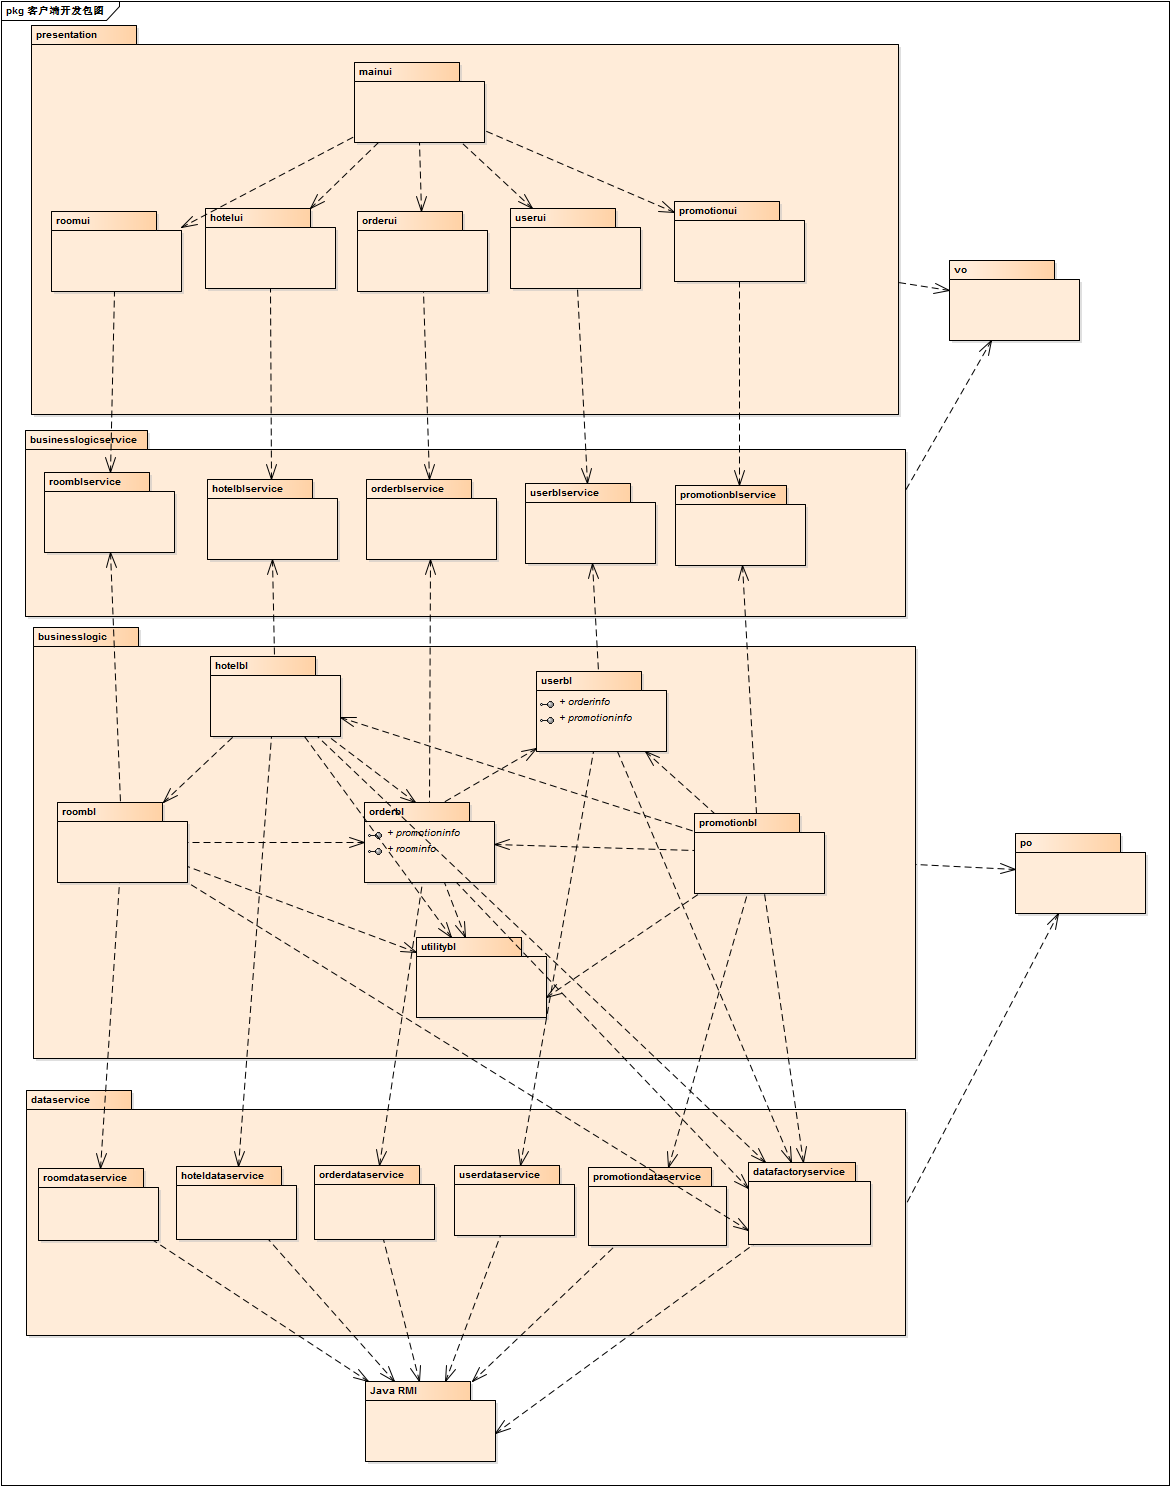 pkg 客户端开发包图
presentation
mainui
roomui
hotelui
orderui
userui
promotionui
vo
businesslogicservice
roomblservice
hotelblservice
orderblservice
userblservice
promotionblservice
businesslogic
hotelbl
userbl
+ orderinfo
+ promotioninfo
roombl
orderbl
+ promotioninfo
+ roominfo
promotionbl
po
utilitybl
dataservice
roomdataservice
hoteldataservice
orderdataservice
userdataservice
promotiondataservice
datafactoryservice
Java RMI